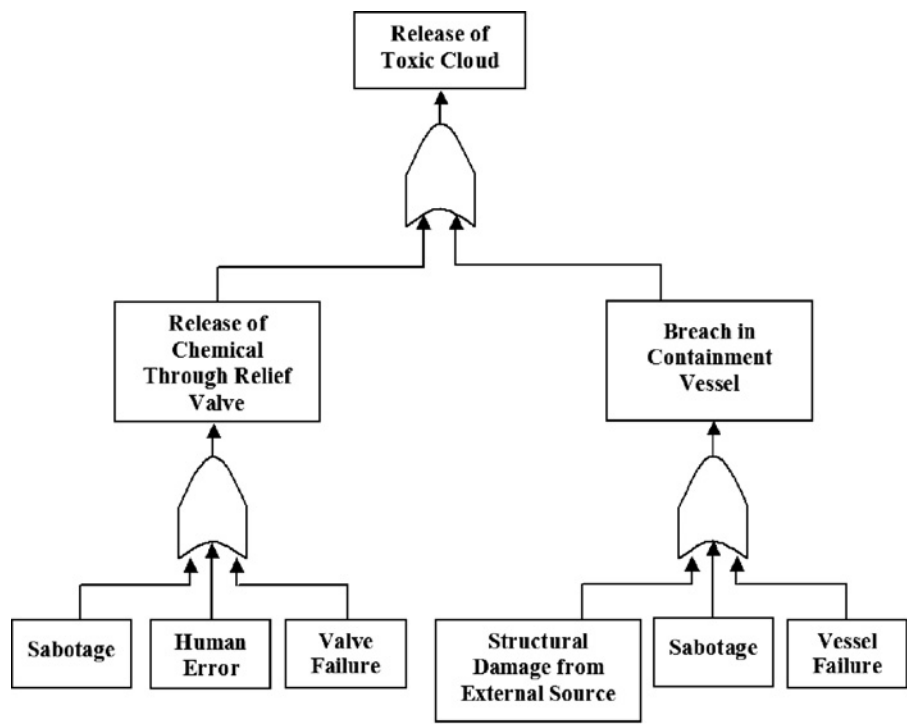 Release of
Toxic Cloud
Release of
Chemical
Through Relief
Valve
Breach in
Containment
Vessel
Sabotage
Human
Error
Valve
Failure
Structural
Damage from
External Source
Sabotage
Vessel
Failure